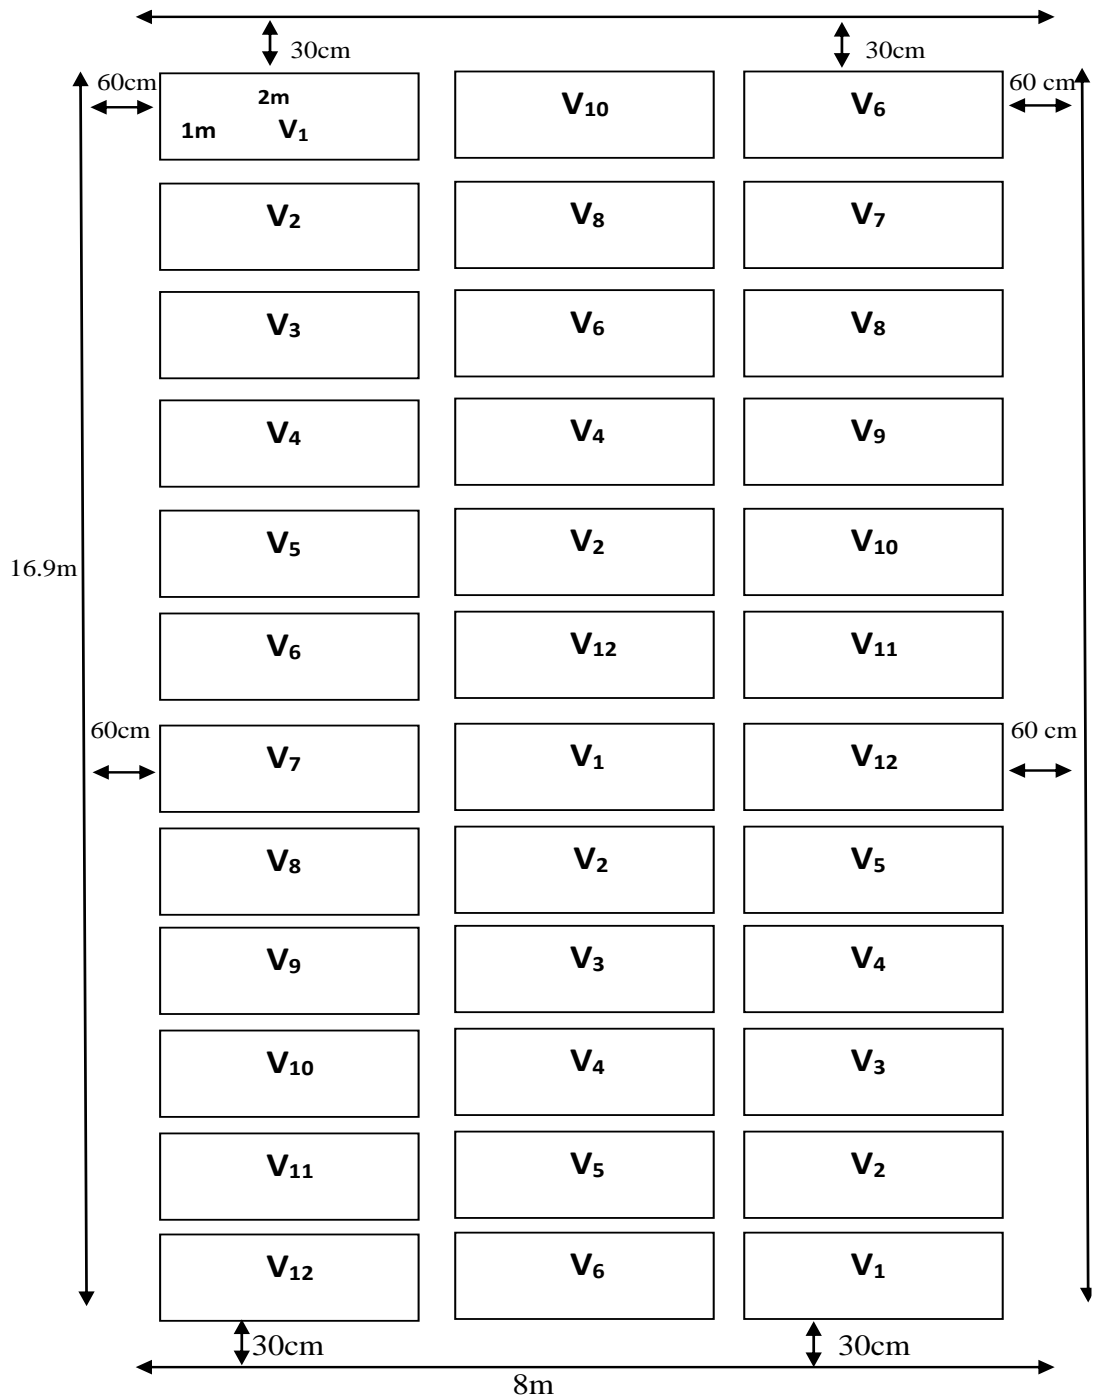 30cm 30cm
60cm 60 cm
2m
1m V₁ V₁₀ V₆
V₂ V₈ V₇
V₃ V₆ V₈
V₄ V₄ V₉
V₅ V₂ V₁₀
16.9m
V₆ V₁₂ V₁₁
60cm 60 cm
V₇ V₁ V₁₂
V₈ V₂ V₅
V₉ V₃ V₄
V₁₀ V₄ V₃
V₁₁ V₅ V₂
V₁₂ V₆ V₁
30cm 30cm
8m